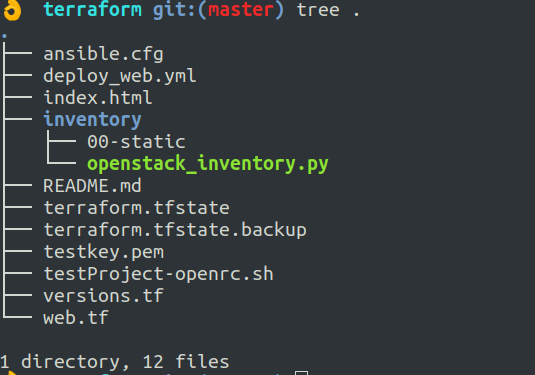 👌 terraform git:(master) tree .
.
├── ansible.cfg
├── deploy_web.yml
├── index.html
├── inventory
│   ├── 00-static
│   └── openstack_inventory.py
├── README.md
├── terraform.tfstate
├── terraform.tfstate.backup
├── testkey.pem
├── testProject-openrc.sh
├── versions.tf
└── web.tf

1 directory, 12 files